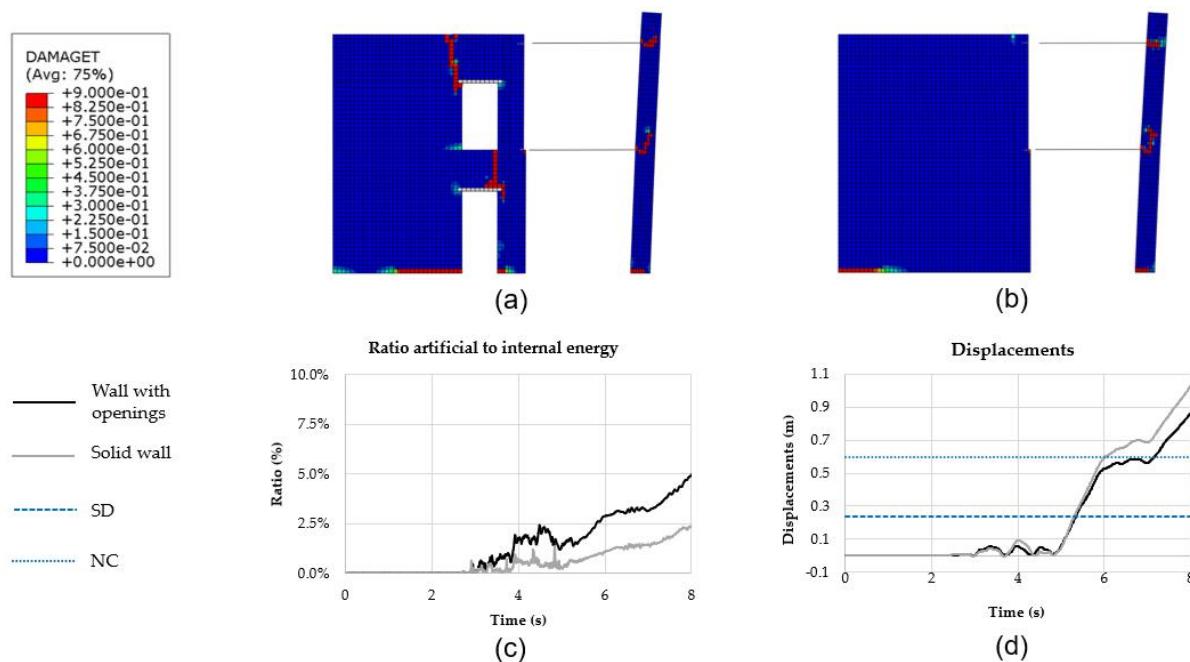 DAMAGET
(Avg: 75%)
+9.000e-01
+8.250e-01
+7.500e-01
+6.750e-01
+6.000e-01
+5.250e-01
+4.500e-01
+3.750e-01
+3.000e-01
+2.250e-01
+1.500e-01
+7.500e-02
+0.000e+00
(a)
(b)
Wall with
openings
Solid wall
SD
NC
Ratio artificial to internal energy
Ratio (%)
10.0%
7.5%
5.0%
2.5%
0.0%
0 2 4 6 8
Time (s)
(c)
Displacements
Displacements (m)
1.1
0.9
0.7
0.5
0.3
0.1
-0.1
0 2 4 6 8
Time (s)
(d)